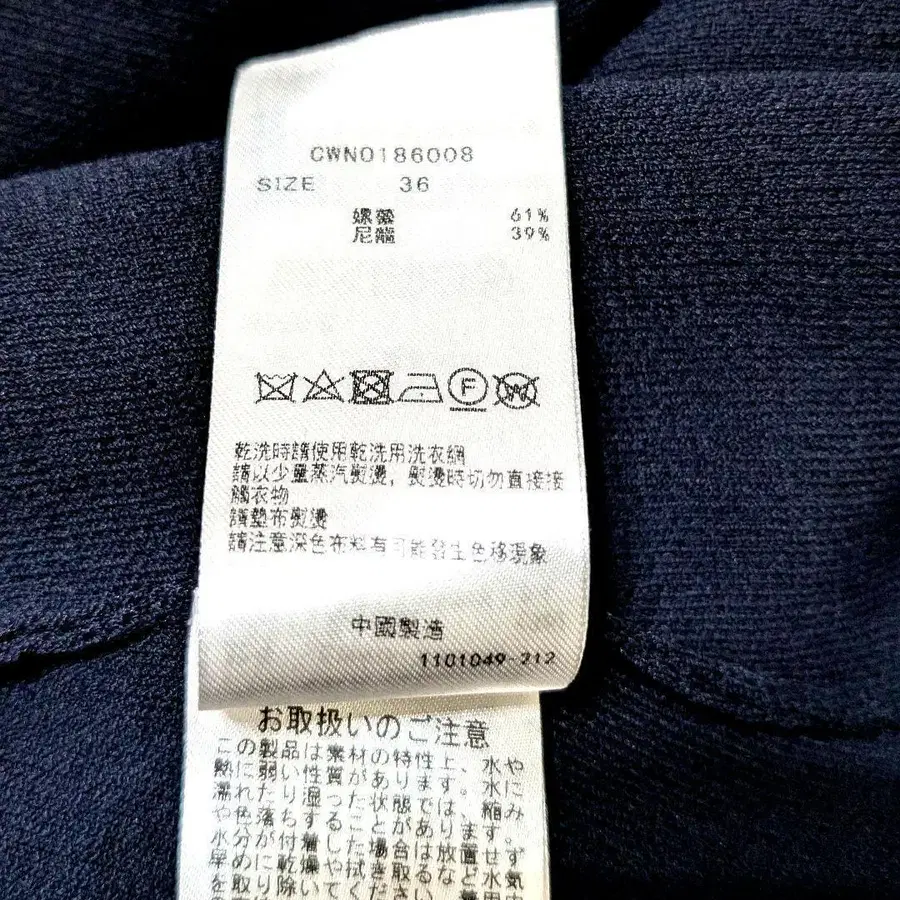 CWN0186008
SIZE 36
嫘縈 61%
尼龍 39%
F
W
乾洗時請使用乾洗用洗衣網
請以少量蒸汽熨燙，熨燙時切勿直接接
觸衣物
請墊布熨燙
請注意深色布料有可能發生色移現象
中國製造
1101049-212
お取扱いのご注意
この製品は素材の特性上、水や
熱に弱い性質があります。水に
濡れたり湿った状態では、縮み
や色落ちすることがあります。
水分が付着した場合は放置せず
早めに乾燥や
を取り除いてください。着用中